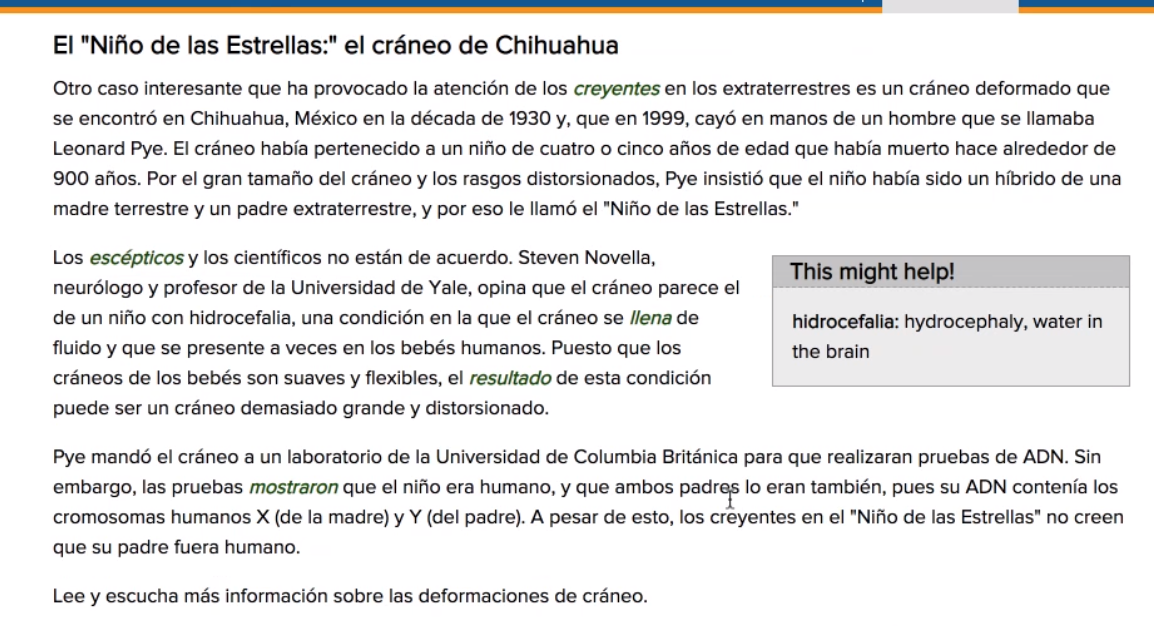 El "Niño de las Estrellas:" el cráneo de Chihuahua
Otro caso interesante que ha provocado la atención de los creyentes en los extraterrestres es un cráneo deformado que
se encontró en Chihuahua, México en la década de 1930 y, que en 1999, cayó en manos de un hombre que se llamaba
Leonard Pye. El cráneo había pertenecido a un niño de cuatro o cinco años de edad que había muerto hace alrededor de
900 años. Por el gran tamaño del cráneo y los rasgos distorsionados, Pye insistió que el niño había sido un híbrido de una
madre terrestre y un padre extraterrestre, y por eso le llamó el "Niño de las Estrellas."
Los escépticos y los científicos no están de acuerdo. Steven Novella,
neurólogo y profesor de la Universidad de Yale, opina que el cráneo parece el
de un niño con hidrocefalia, una condición en la que el cráneo se llena de
fluido y que se presente a veces en los bebés humanos. Puesto que los
cráneos de los bebés son suaves y flexibles, el resultado de esta condición
puede ser un cráneo demasiado grande y distorsionado.
This might help!
hidrocefalia: hydrocephaly, water in
the brain
Pye mandó el cráneo a un laboratorio de la Universidad de Columbia Británica para que realizaran pruebas de ADN. Sin
embargo, las pruebas mostraron que el niño era humano, y que ambos padres lo eran también, pues su ADN contenía los
cromosomas humanos X (de la madre) y Y (del padre). A pesar de esto, los creyentes en el "Niño de las Estrellas" no creen
que su padre fuera humano.
Lee y escucha más información sobre las deformaciones de cráneo.